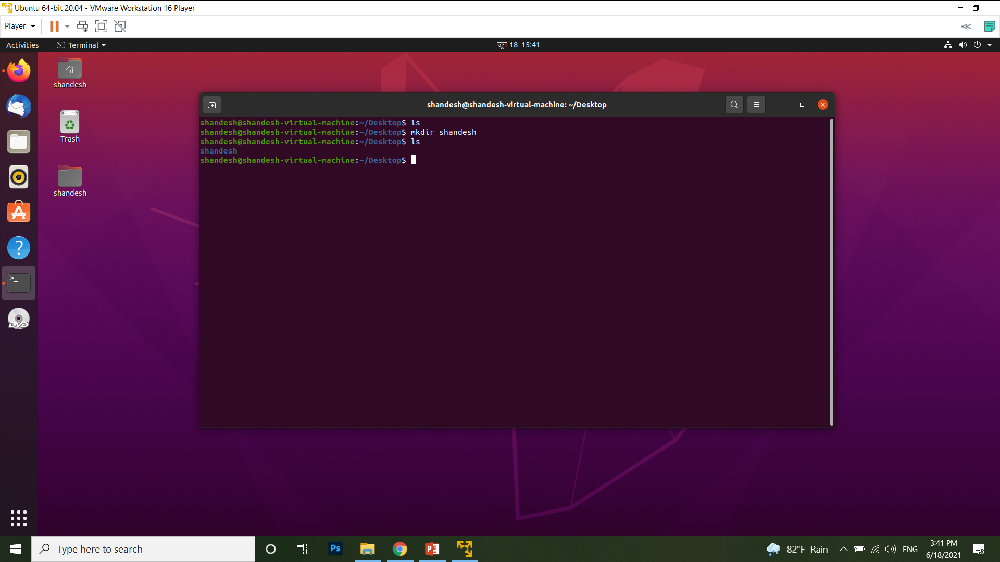 Ubuntu 64-bit 20.04 - VMware Workstation 16 Player
Player
Activities
Terminal
जून 18 15:41
shandesh
Trash
shandesh
shandesh@shandesh-virtual-machine: ~/Desktop
shandesh@shandesh-virtual-machine:~/Desktop$ ls
shandesh@shandesh-virtual-machine:~/Desktop$ mkdir shandesh
shandesh@shandesh-virtual-machine:~/Desktop$ ls
shandesh
shandesh@shandesh-virtual-machine:~/Desktop$
>_
DVD
Type here to search
Ps
P
82°F Rain
ENG
3:41 PM
6/18/2021